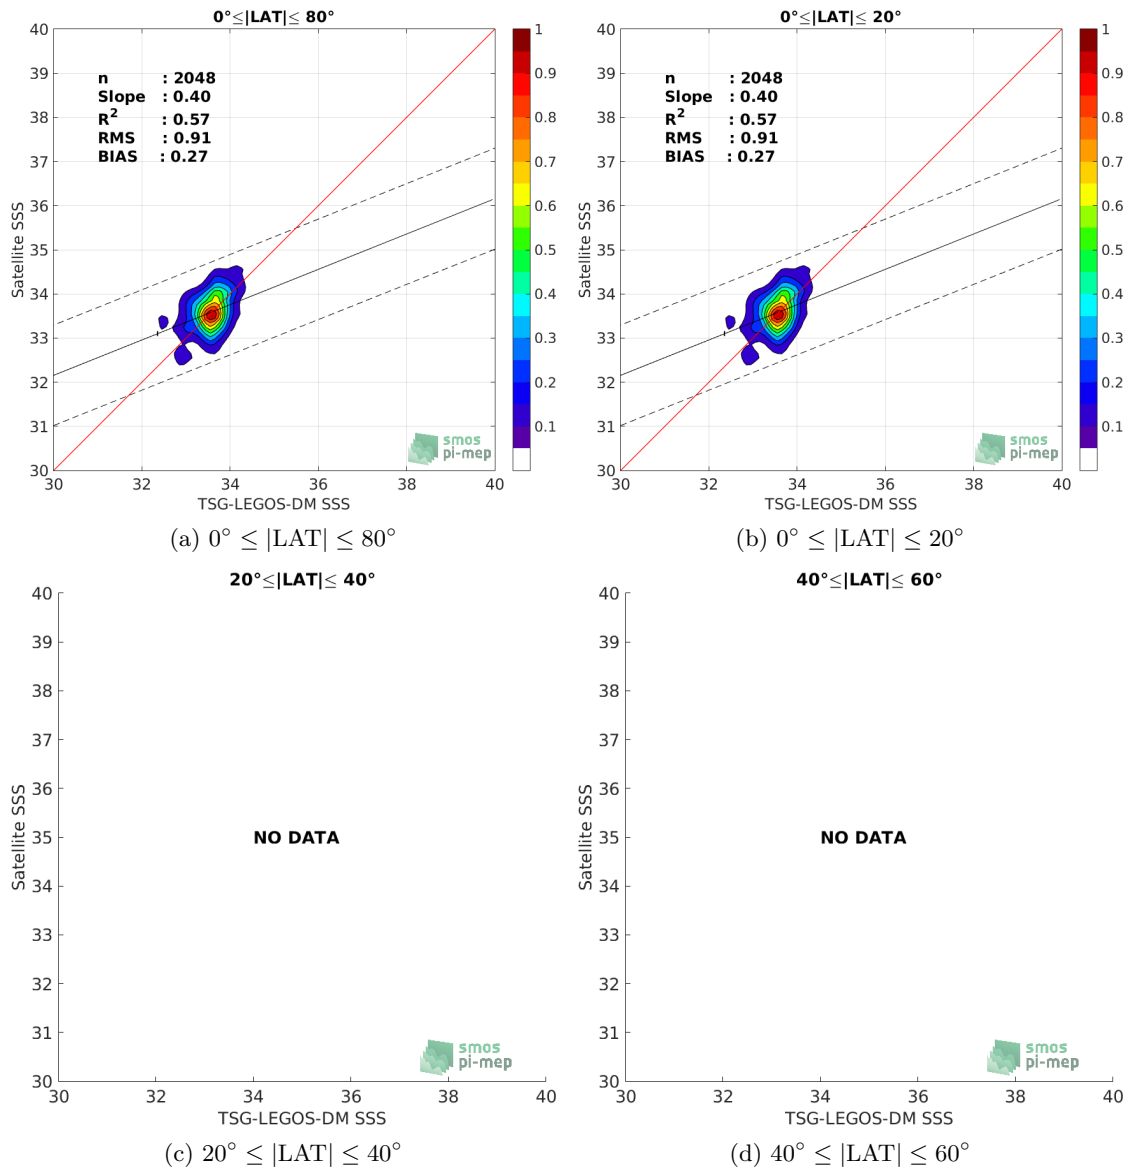 0°≤|LAT|≤ 80°
40
39
38
37
36
35
34
33
32
31
30
Satellite SSS
n : 2048
Slope : 0.40
R2 : 0.57
RMS : 0.91
BIAS : 0.27
smos
pi-mep
30 32 34 36 38 40
TSG-LEGOS-DM SSS
1
0.9
0.8
0.7
0.6
0.5
0.4
0.3
0.2
0.1
(a) 0° ≤ |LAT| ≤ 80°
0°≤|LAT|≤ 20°
40
39
38
37
36
35
34
33
32
31
30
Satellite SSS
n : 2048
Slope : 0.40
R2 : 0.57
RMS : 0.91
BIAS : 0.27
smos
pi-mep
30 32 34 36 38 40
TSG-LEGOS-DM SSS
1
0.9
0.8
0.7
0.6
0.5
0.4
0.3
0.2
0.1
(b) 0° ≤ |LAT| ≤ 20°
20°≤|LAT|≤ 40°
40
39
38
37
36
35
34
33
32
31
30
Satellite SSS
NO DATA
smos
pi-mep
30 32 34 36 38 40
TSG-LEGOS-DM SSS
(c) 20° ≤ |LAT| ≤ 40°
40°≤|LAT|≤ 60°
40
39
38
37
36
35
34
33
32
31
30
Satellite SSS
NO DATA
smos
pi-mep
30 32 34 36 38 40
TSG-LEGOS-DM SSS
(d) 40° ≤ |LAT| ≤ 60°